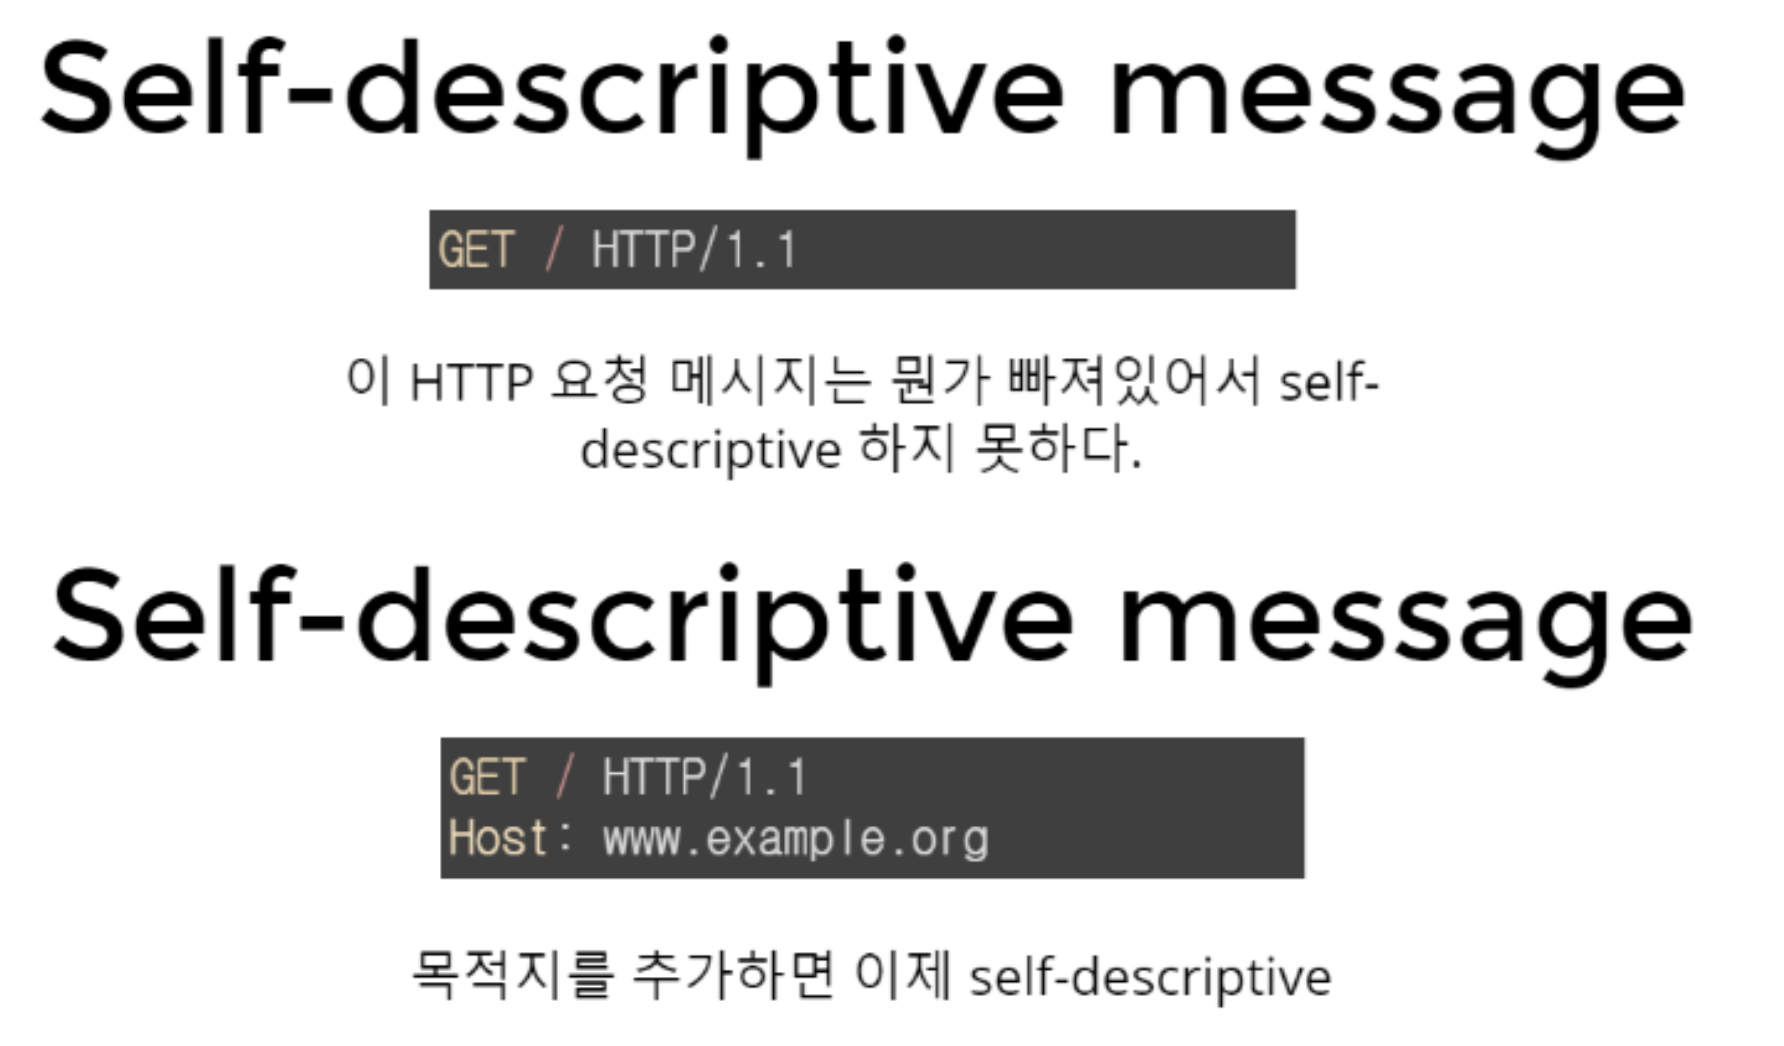 Self-descriptive message
GET / HTTP/1.1
이 HTTP 요청 메시지는 뭔가 빠져있어서 self-
descriptive 하지 못하다.
Self-descriptive message
GET / HTTP/1.1
Host: www.example.org
목적지를 추가하면 이제 self-descriptive